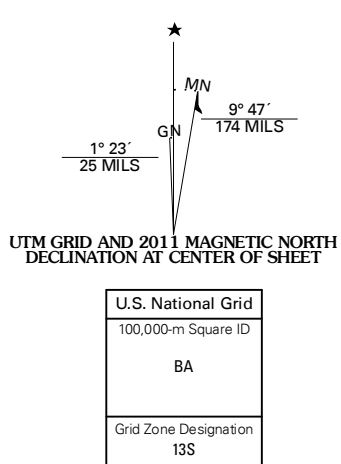 ★
MN
9° 47´
174 MILS
GN
1° 23´
25 MILS
UTM GRID AND 2011 MAGNETIC NORTH
DECLINATION AT CENTER OF SHEET
U.S. National Grid
100,000-m Square ID
BA
Grid Zone Designation
13S